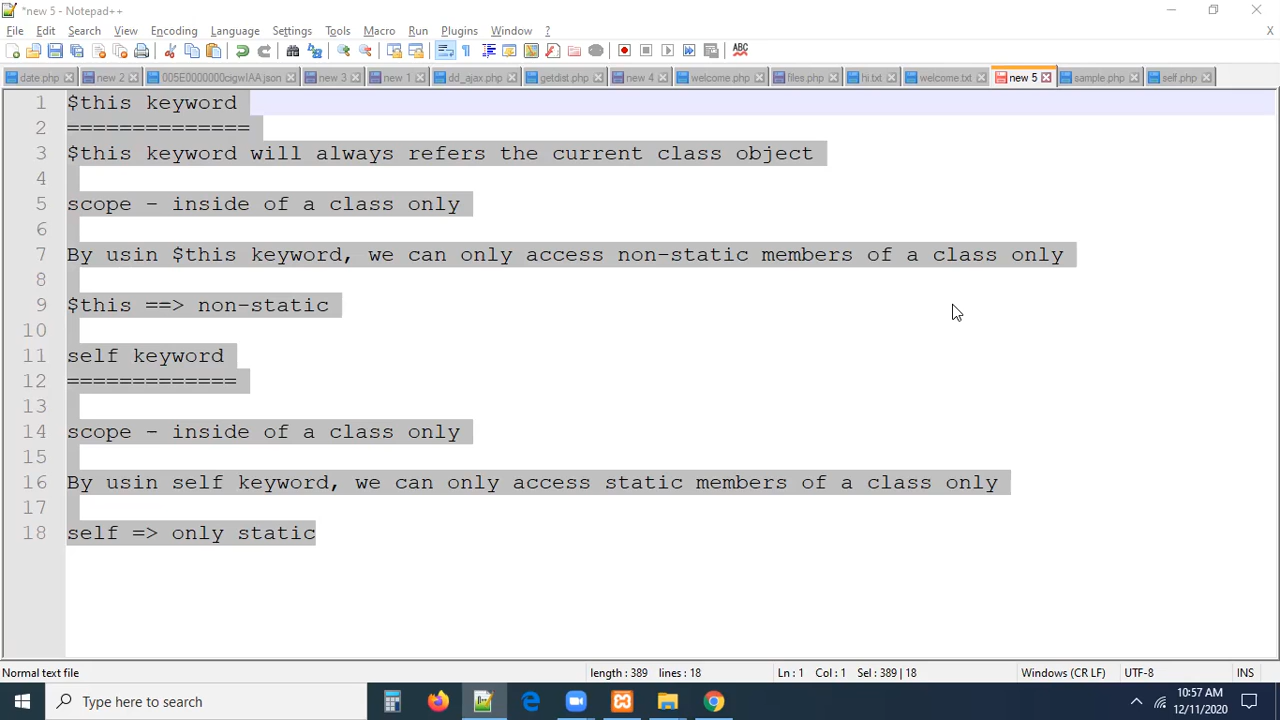 *new 5 - Notepad++
File Edit Search View Encoding Language Settings Tools Macro Run Plugins Window ? X
ABC
date.php new 2 005E0000000cigwIAA.json new 3 new 1 dd_ajax.php getdist.php new 4 welcome.php files.php hi.txt welcome.txt new 5 sample.php self.php
1 $this keyword
2 ==============
3 $this keyword will always refers the current class object
4
5 scope - inside of a class only
6
7 By usin $this keyword, we can only access non-static members of a class only
8
9 $this ==> non-static
10
11 self keyword
12 =============
13
14 scope - inside of a class only
15
16 By usin self keyword, we can only access static members of a class only
17
18 self => only static
Normal text file length : 389 lines : 18 Ln : 1 Col : 1 Sel : 389 | 18 Windows (CR LF) UTF-8 INS
Type here to search
10:57 AM
12/11/2020